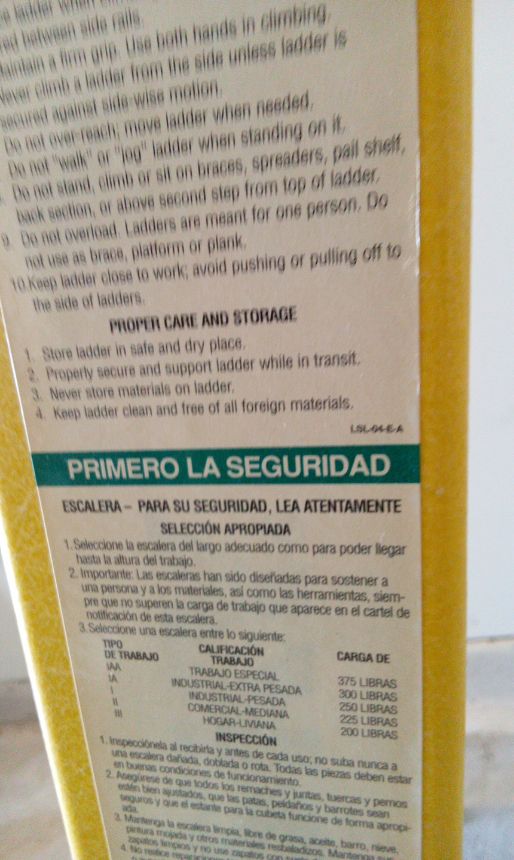 ladder when
between side rails.
a firm grip. Use both hands in climbing.
Never climb a ladder from the side unless ladder is
secured against side-wise motion.
Do not over-reach; move ladder when needed.
Do not "walk" or "jog" ladder when standing on it.
Do not stand, climb or sit on braces, spreaders, pail shelf,
back section, or above second step from top of ladder.
9. Do not overload. Ladders are meant for one person. Do
not use as brace, platform or plank.
10. Keep ladder close to work; avoid pushing or pulling off to
the side of ladders.
PROPER CARE AND STORAGE
1. Store ladder in safe and dry place.
2. Properly secure and support ladder while in transit.
3. Never store materials on ladder.
4. Keep ladder clean and free of all foreign materials.
LSL-04-E-A
PRIMERO LA SEGURIDAD
ESCALERA – PARA SU SEGURIDAD, LEA ATENTAMENTE
SELECCIÓN APROPIADA
1. Seleccione la escalera del largo adecuado como para poder llegar
hasta la altura del trabajo.
2. Importante: Las escaleras han sido diseñadas para sostener a
una persona y a los materiales, así como las herramientas, siem-
pre que no superen la carga de trabajo que aparece en el cartel de
notificación de esta escalera.
3. Seleccione una escalera entre lo siguiente:
TIPO CALIFICACIÓN CARGA DE
DE TRABAJO TRABAJO
IAA TRABAJO ESPECIAL 375 LIBRAS
IA INDUSTRIAL-EXTRA PESADA 300 LIBRAS
I INDUSTRIAL-PESADA 250 LIBRAS
II COMERCIAL-MEDIANA 225 LIBRAS
III HOGAR-LIVIANA 200 LIBRAS
INSPECCIÓN
1. Inspecciónela al recibirla y antes de cada uso; no suba nunca a
una escalera dañada, doblada o rota. Todas las piezas deben estar
en buenas condiciones de funcionamiento.
2. Asegúrese de que todos los remaches y juntas, tuercas y pernos
estén bien ajustados, que las patas, peldaños y barrotes sean
seguros y que el estante para la cubeta funcione de forma apropi-
ada.
3. Mantenga la escalera limpia, libre de grasa, aceite, barro, nieve,
pintura mojada y otros materiales resbaladizos. Mantenga sus
zapatos limpios y no use zapatos con
4. No realice